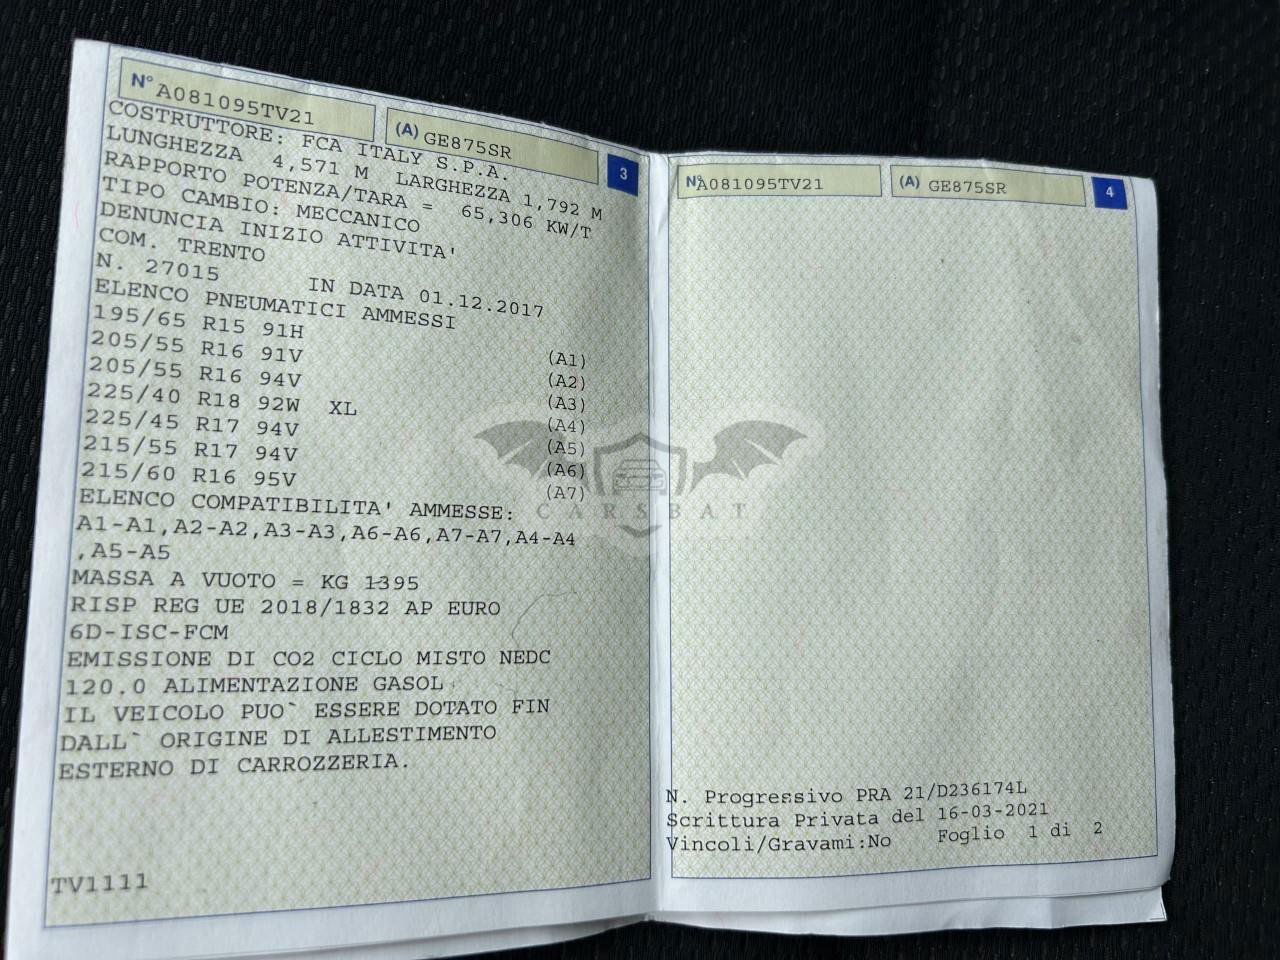 N° A081095TV21
(A) GE875SR
3
COSTRUTTORE: FCA ITALY S.P.A.
LUNGHEZZA 4,571 M LARGHEZZA 1,792 M
RAPPORTO POTENZA/TARA = 65,306 KW/T
TIPO CAMBIO: MECCANICO
DENUNCIA INIZIO ATTIVITA'
COM. TRENTO
N. 27015 IN DATA 01.12.2017
ELENCO PNEUMATICI AMMESSI
195/65 R15 91H (A1)
205/55 R16 91V (A2)
205/55 R16 94V (A3)
225/40 R18 92W XL (A4)
225/45 R17 94V (A5)
215/55 R17 94V (A6)
215/60 R16 95V (A7)
ELENCO COMPATIBILITA' AMMESSE:
A1-A1,A2-A2,A3-A3,A6-A6,A7-A7,A4-A4
,A5-A5
MASSA A VUOTO = KG 1395
RISP REG UE 2018/1832 AP EURO
6D-ISC-FCM
EMISSIONE DI CO2 CICLO MISTO NEDC
120.0 ALIMENTAZIONE GASOL
IL VEICOLO PUO` ESSERE DOTATO FIN
DALL` ORIGINE DI ALLESTIMENTO
ESTERNO DI CARROZZERIA.
TV1111
N° A081095TV21
(A) GE875SR
4
N. Progressivo PRA 21/D236174L
Scrittura Privata del 16-03-2021
Vincoli/Gravami:No Foglio 1 di 2
CARSBAT